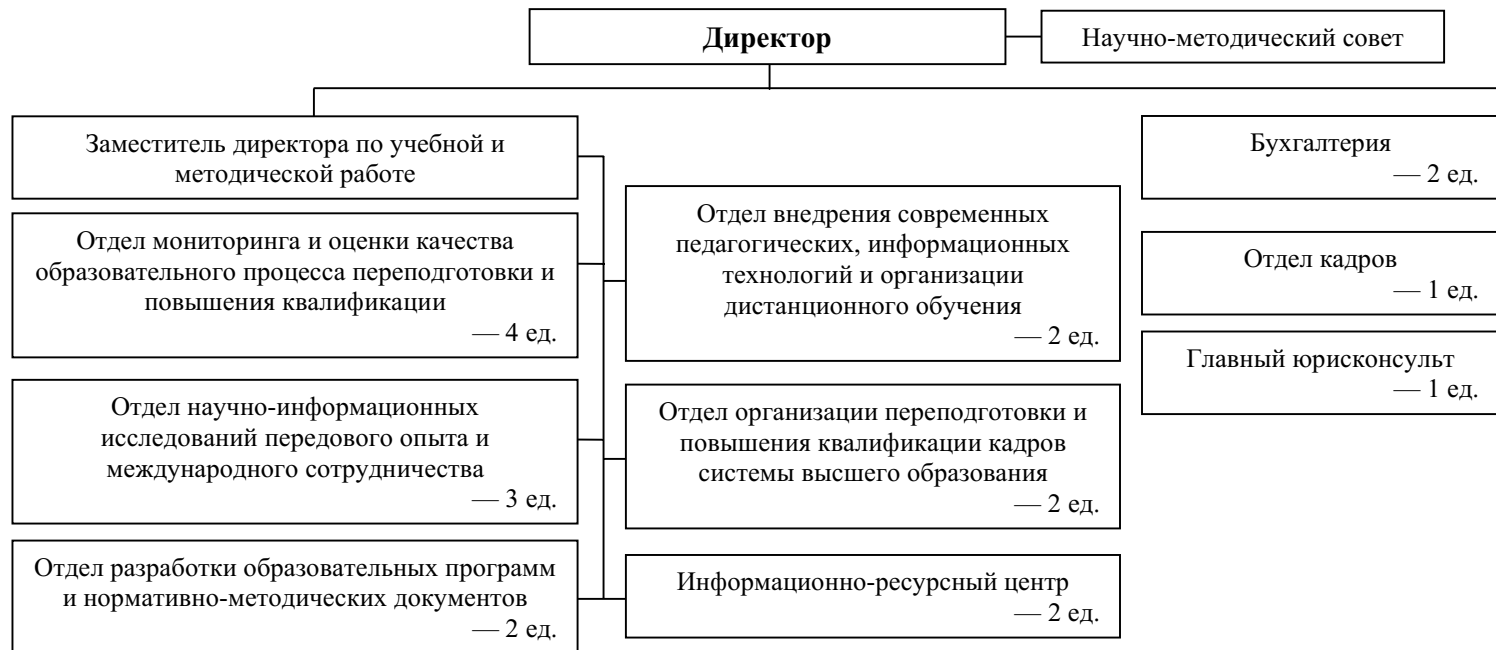 Директор
Научно-методический совет
Заместитель директора по учебной и
методической работе
Отдел мониторинга и оценки качества
образовательного процесса переподготовки и
повышения квалификации
— 4 ед.
Отдел научно-информационных
исследований передового опыта и
международного сотрудничества
— 3 ед.
Отдел разработки образовательных программ
и нормативно-методических документов
— 2 ед.
Отдел внедрения современных
педагогических, информационных
технологий и организации
дистанционного обучения
— 2 ед.
Отдел организации переподготовки и
повышения квалификации кадров
системы высшего образования
— 2 ед.
Информационно-ресурсный центр
— 2 ед.
Бухгалтерия
— 2 ед.
Отдел кадров
— 1 ед.
Главный юрисконсульт
— 1 ед.